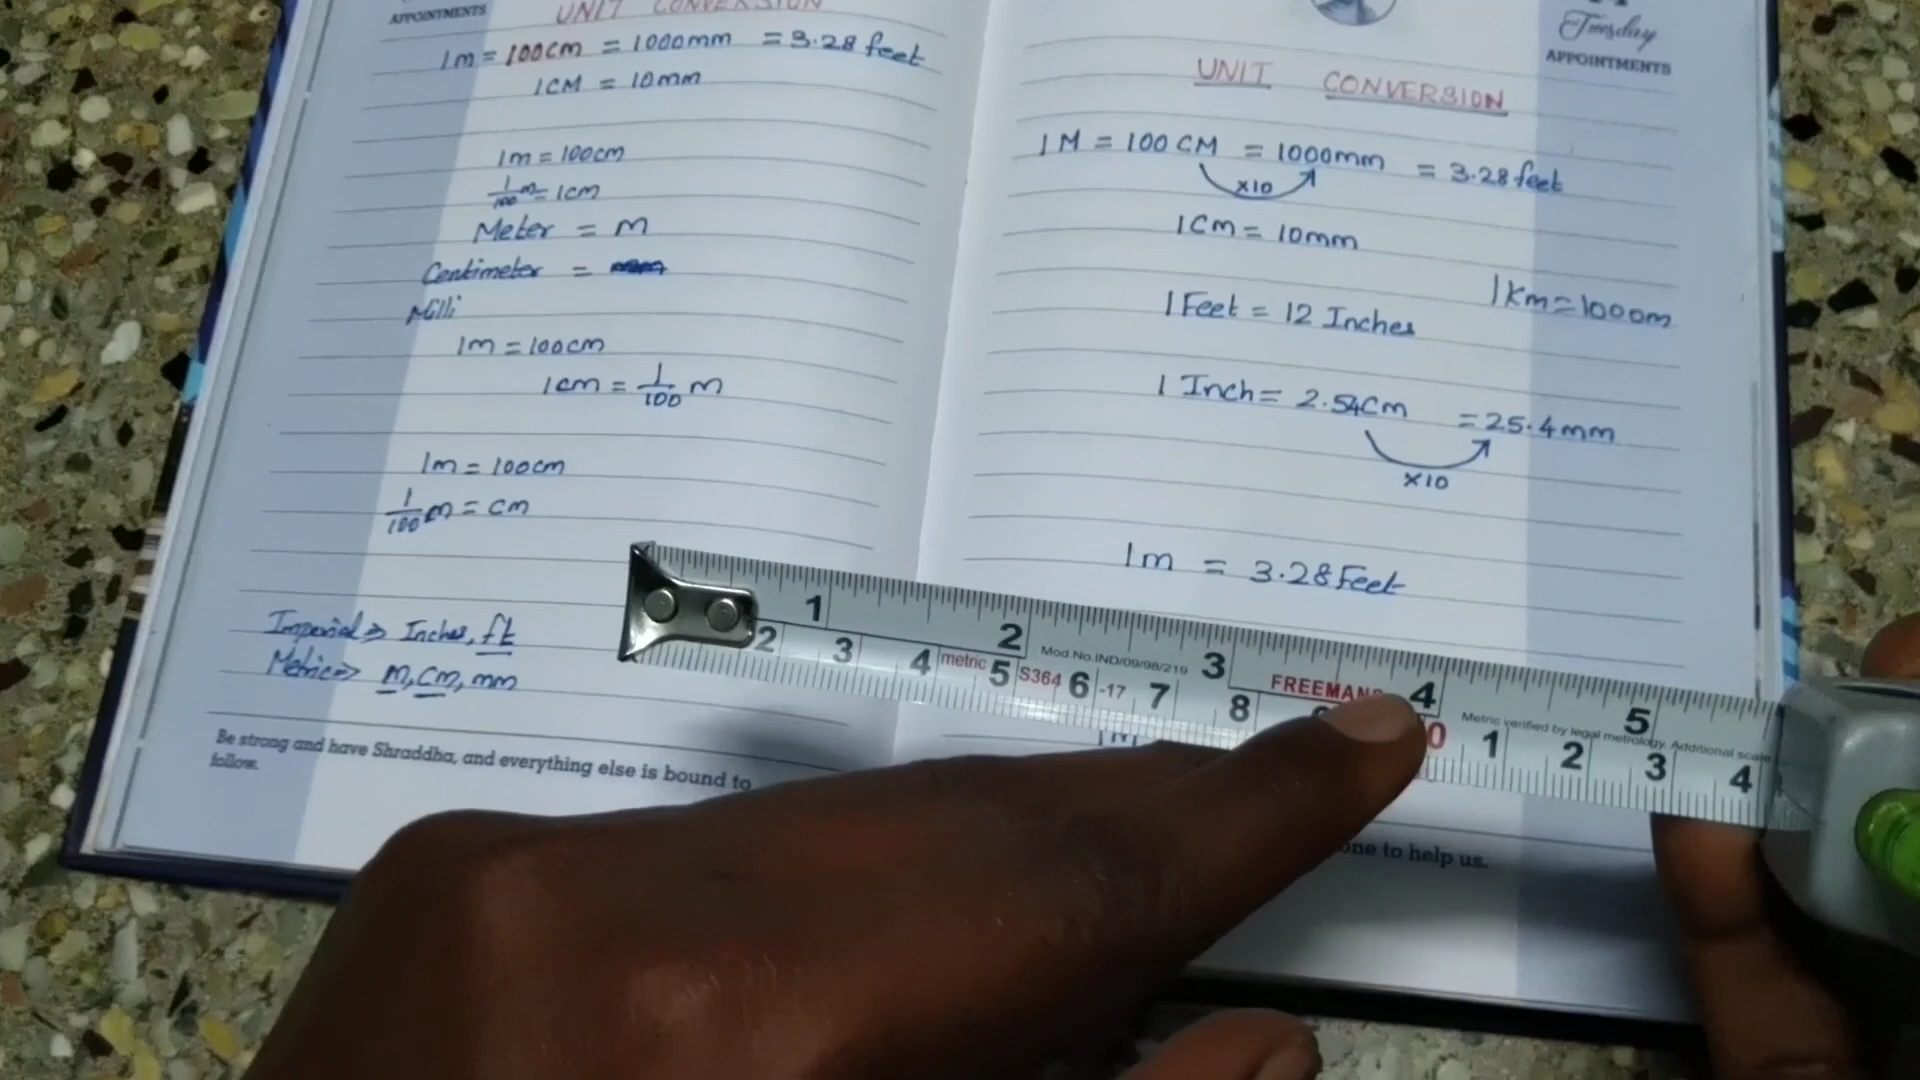 APPOINTMENTS
UNIT CONVERSION
1m = 100cm = 1000mm = 3.28 feet
1CM = 10mm
1m = 100cm
1/100 m = 1cm
Meter = m
Centimeter =
Milli
1m = 100cm
1cm = 1/100 m
1m = 100cm
1/100 m = cm
Imperial => Inches, ft
Metric => m, cm, mm
Be strong and have Shraddha, and everything else is bound to
follow.
Tuesday
APPOINTMENTS
UNIT CONVERSION
1M = 100CM = 1000mm = 3.28 feet
x10
1Cm = 10mm
1Km = 1000m
1 Feet = 12 Inches
1 Inch = 2.54Cm = 25.4mm
x10
1m = 3.28 Feet
1 2 3 4 5
Mod.No.IND/09/98/219
FREEMANS
Metric verified by legal metrology. Additional scale
2 3 4 metric 5 S364 6 -17 7 8 0 1 2 3 4
one to help us.